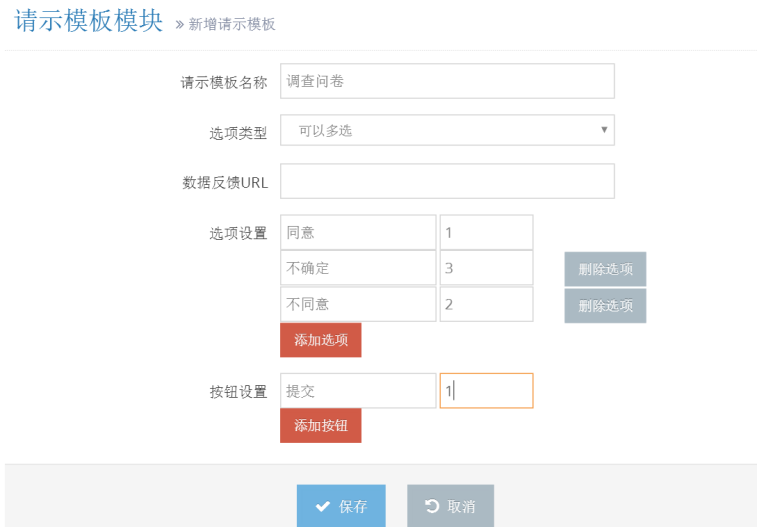 请示模板模块 » 新增请示模板
请示模板名称 调查问卷
选项类型 可以多选
数据反馈URL
选项设置 同意 1
不确定 3 删除选项
不同意 2 删除选项
添加选项
按钮设置 提交 1
添加按钮
保存 取消